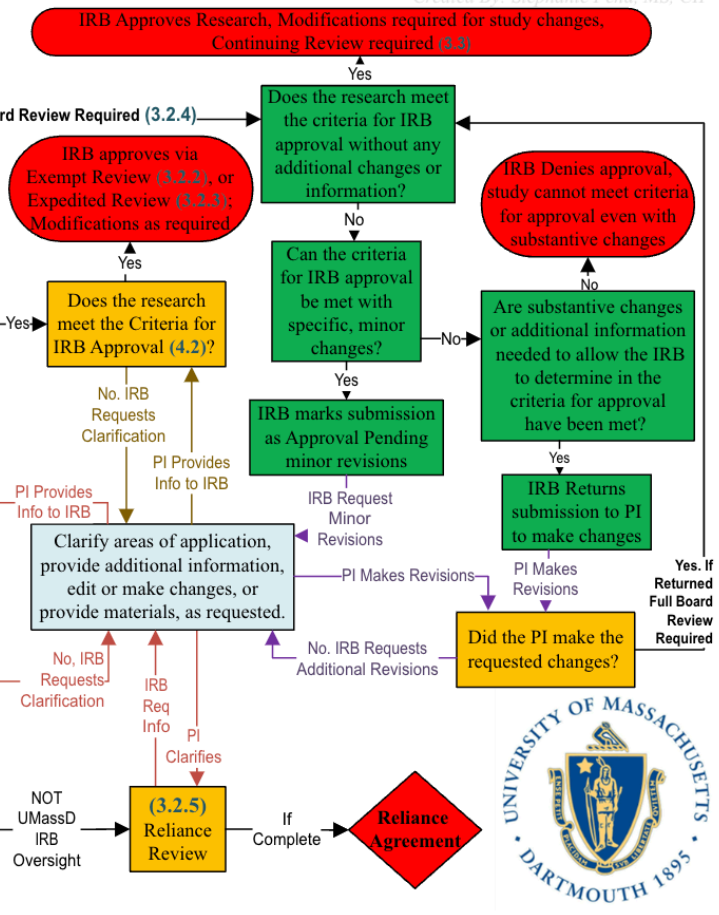 Created By: Stephanie Peña, MS, CIP
IRB Approves Research, Modifications required for study changes,
Continuing Review required (3.3)
Yes
rd Review Required (3.2.4)
Does the research meet
the criteria for IRB
approval without any
additional changes or
information?
IRB approves via
Exempt Review (3.2.2), or
Expedited Review (3.2.3);
Modifications as required
IRB Denies approval,
study cannot meet criteria
for approval even with
substantive changes
No
Yes
No
Can the criteria
for IRB approval
be met with
specific, minor
changes?
Yes
Does the research
meet the Criteria for
IRB Approval (4.2)?
No
Are substantive changes
or additional information
needed to allow the IRB
to determine in the
criteria for approval
have been met?
Yes
No. IRB
Requests
Clarification
PI Provides
Info to IRB
IRB marks submission
as Approval Pending
minor revisions
Yes
IRB Returns
submission to PI
to make changes
PI Provides
Info to IRB
IRB Request
Minor
Revisions
Clarify areas of application,
provide additional information,
edit or make changes, or
provide materials, as requested.
PI Makes Revisions
PI Makes
Revisions
Yes. If
Returned
Full Board
Review
Required
Did the PI make the
requested changes?
No. IRB Requests
Additional Revisions
No, IRB
Requests
Clarification
IRB
Req
Info
PI
Clarifies
NOT
UMassD
IRB
Oversight
(3.2.5)
Reliance
Review
If
Complete
Reliance
Agreement
UNIVERSITY OF MASSACHUSETTS
· DARTMOUTH 1895 ·